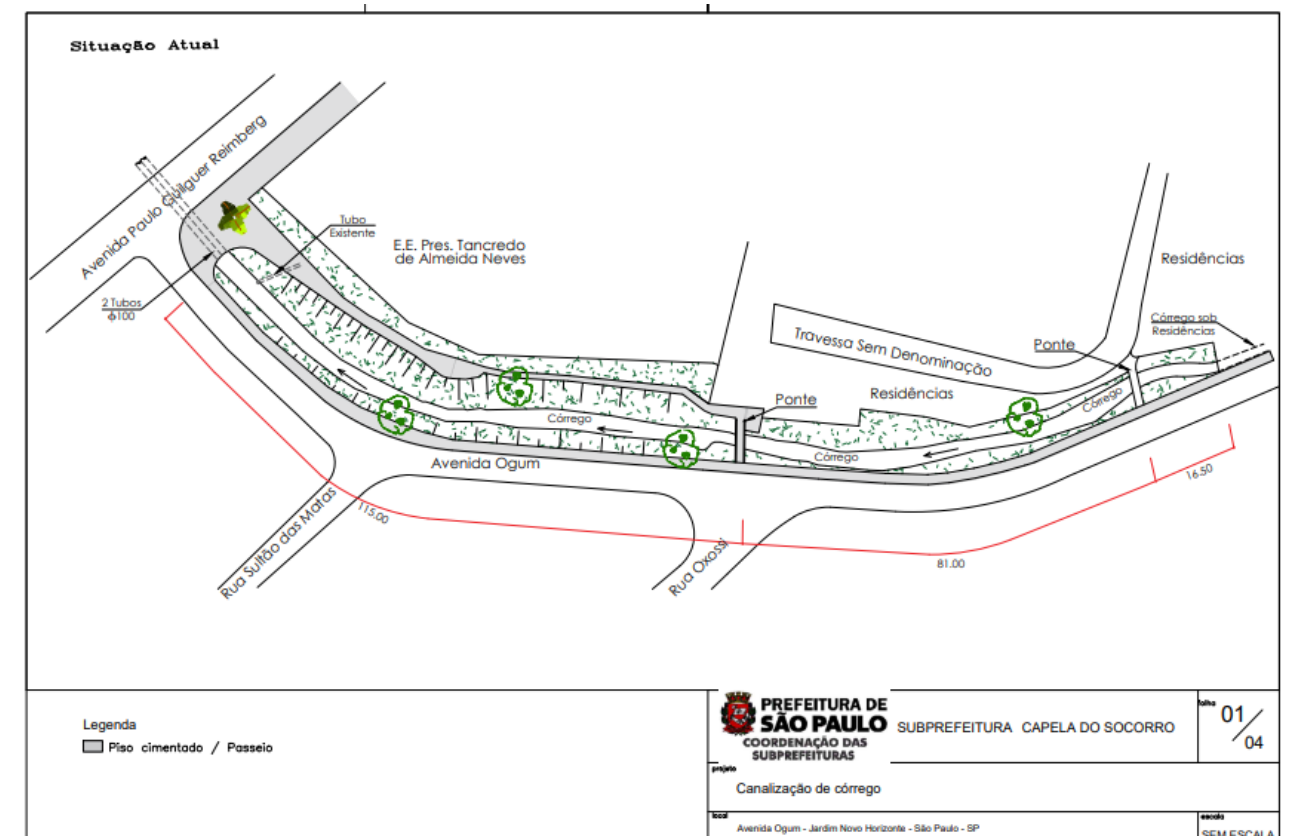 Situação Atual
Avenida Paulo Guilguer Reimberg
Tubo
Existente
E.E. Pres. Tancredo
de Almeida Neves
2 Tubos
ϕ100
Residências
Córrego sob
Residências
Travessa Sem Denominação
Ponte
Residências
Ponte
Córrego
Córrego
Córrego
Avenida Ogum
16.50
115.00
81.00
Rua Sultão das Matas
Rua Oxossi
Legenda
Piso cimentado / Passeio
PREFEITURA DE
SÃO PAULO
COORDENAÇÃO DAS
SUBPREFEITURAS
SUBPREFEITURA CAPELA DO SOCORRO
folha
01/04
projeto
Canalização de córrego
local
Avenida Ogum - Jardim Novo Horizonte - São Paulo - SP
escala
SEM ESCALA